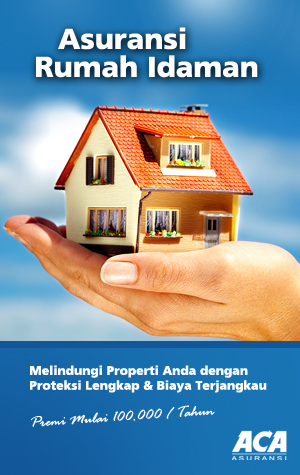 Asuransi
Rumah Idaman
Melindungi Properti Anda dengan
Proteksi Lengkap & Biaya Terjangkau
Premi Mulai 100.000 / Tahun
ACA
ASURANSI